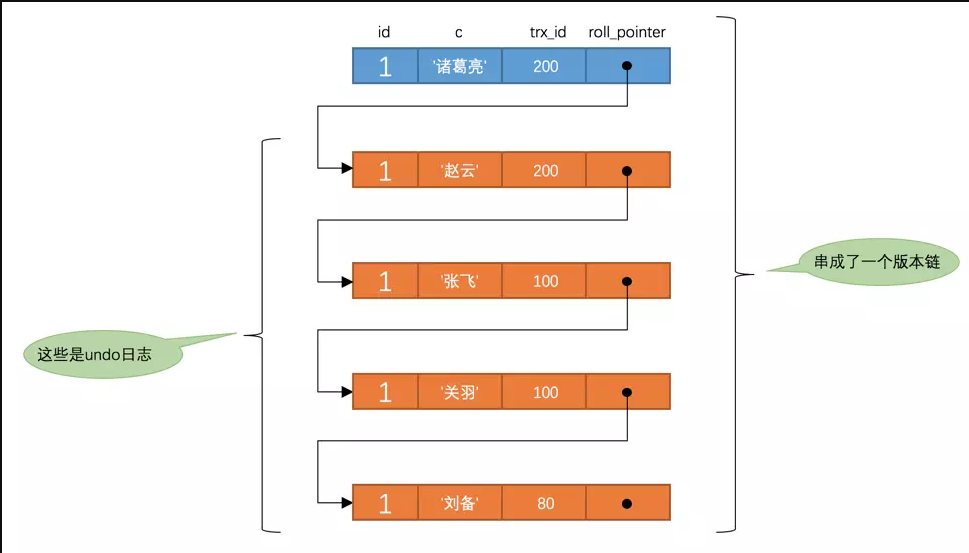 id c trx_id roll_pointer
1 '诸葛亮' 200
1 '赵云' 200
串成了一个版本链
1 '张飞' 100
这些是undo日志
1 '关羽' 100
1 '刘备' 80